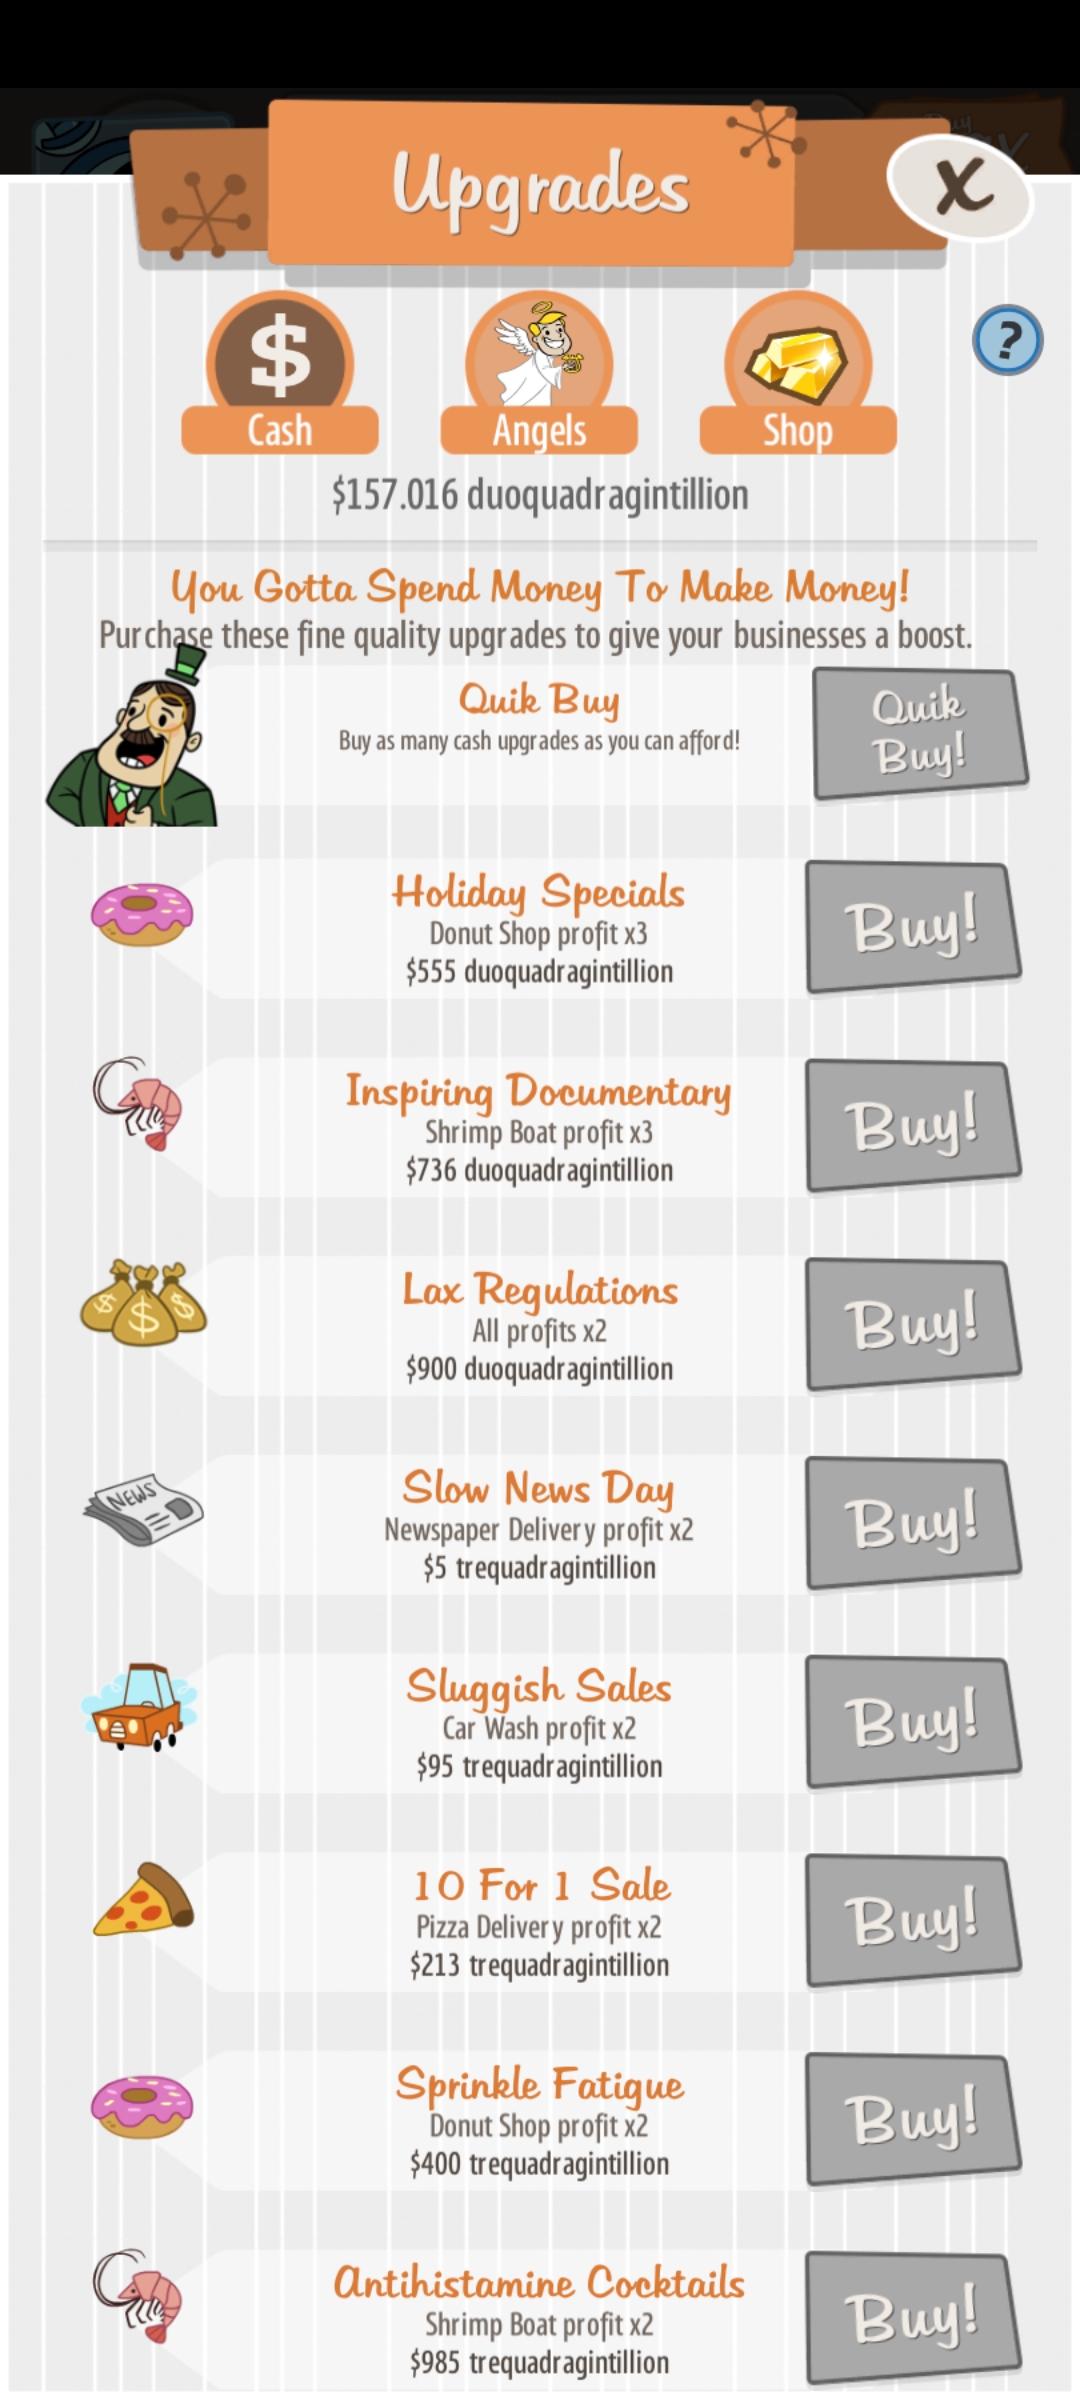 Upgrades
X
?
$
Cash
Angels
Shop
$157.016 duoquadragintillion
You Gotta Spend Money To Make Money!
Purchase these fine quality upgrades to give your businesses a boost.
Quik Buy
Buy as many cash upgrades as you can afford!
Quik
Buy!
Holiday Specials
Donut Shop profit x3
$555 duoquadragintillion
Buy!
Inspiring Documentary
Shrimp Boat profit x3
$736 duoquadragintillion
Buy!
$ $ $
Lax Regulations
All profits x2
$900 duoquadragintillion
Buy!
NEWS
Slow News Day
Newspaper Delivery profit x2
$5 trequadragintillion
Buy!
Sluggish Sales
Car Wash profit x2
$95 trequadragintillion
Buy!
10 For 1 Sale
Pizza Delivery profit x2
$213 trequadragintillion
Buy!
Sprinkle Fatigue
Donut Shop profit x2
$400 trequadragintillion
Buy!
Antihistamine Cocktails
Shrimp Boat profit x2
$985 trequadragintillion
Buy!